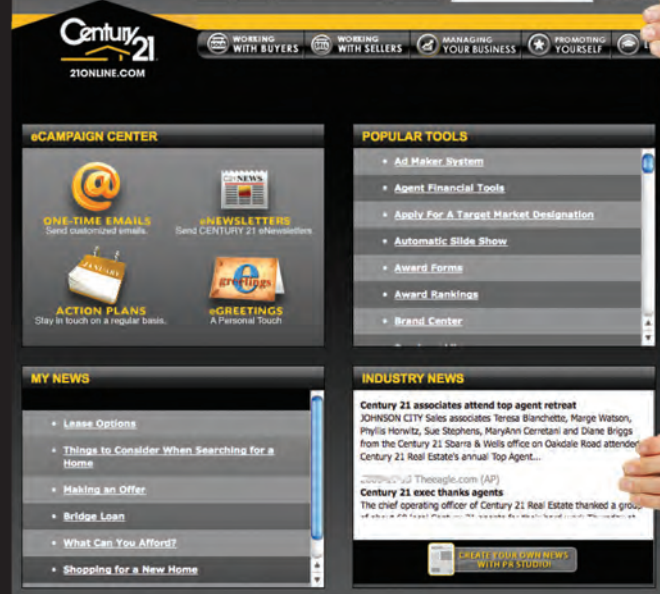 Century 21
21ONLINE.COM
WORKING WITH BUYERS
WORKING WITH SELLERS
MANAGING YOUR BUSINESS
PROMOTING YOURSELF
eCAMPAIGN CENTER
ONE-TIME EMAILS
Send customized emails.
C21 NEWS
eNEWSLETTERS
Send CENTURY 21 eNewsletters
JANUARY
ACTION PLANS
Stay in touch on a regular basis.
e greetings
eGREETINGS
A Personal Touch
POPULAR TOOLS
Ad Maker System
Agent Financial Tools
Apply For A Target Market Designation
Automatic Slide Show
Award Forms
Award Rankings
Brand Center
MY NEWS
Lease Options
Things to Consider When Searching for a
Home
Making an Offer
Bridge Loan
What Can You Afford?
Shopping for a New Home
INDUSTRY NEWS
Century 21 associates attend top agent retreat
JOHNSON CITY Sales associates Teresa Blanchette, Marge Watson,
Phyllis Horwitz, Sue Stephens, MaryAnn Cerretani and Diane Briggs
from the Century 21 Sbarra & Wells office on Oakdale Road attended
Century 21 Real Estate's annual Top Agent...
Theeagle.com (AP)
Century 21 exec thanks agents
The chief operating officer of Century 21 Real Estate thanked a group
CREATE YOUR OWN NEWS
WITH PR STUDIO!